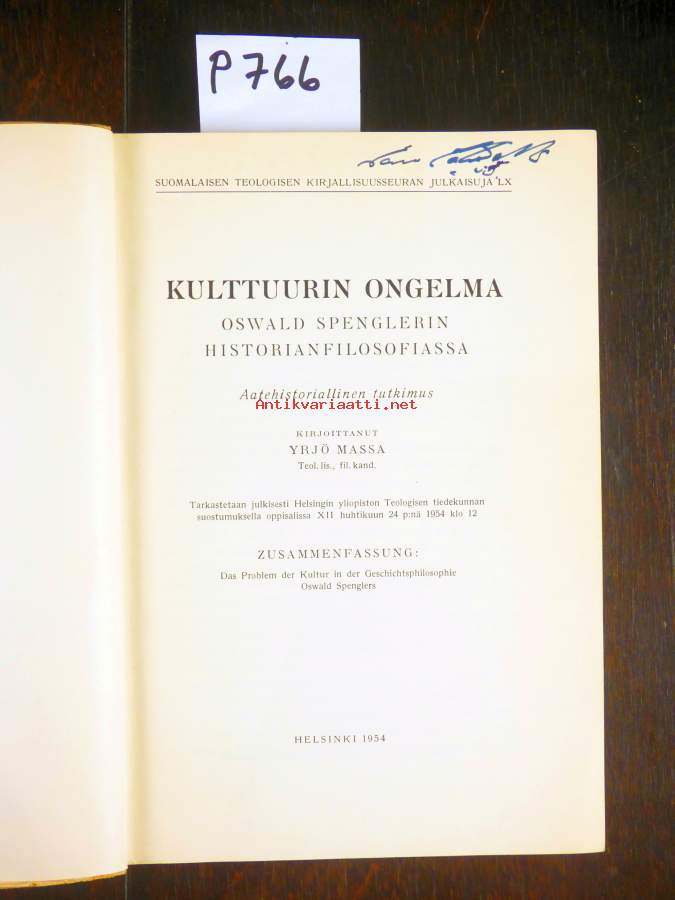 P 766
SUOMALAISEN TEOLOGISEN KIRJALLISUUSSEURAN JULKAISUJA LX
KULTTUURIN ONGELMA
OSWALD SPENGLERIN
HISTORIANFILOSOFIASSA
Aatehistoriallinen tutkimus
Antikvariaatti.net
KIRJOITTANUT
YRJÖ MASSA
Teol. lis., fil. kand.
Tarkastetaan julkisesti Helsingin yliopiston Teologisen tiedekunnan
suostumuksella oppisalissa XII huhtikuun 24 p:nä 1954 klo 12
ZUSAMMENFASSUNG:
Das Problem der Kultur in der Geschichtsphilosophie
Oswald Spenglers
HELSINKI 1954